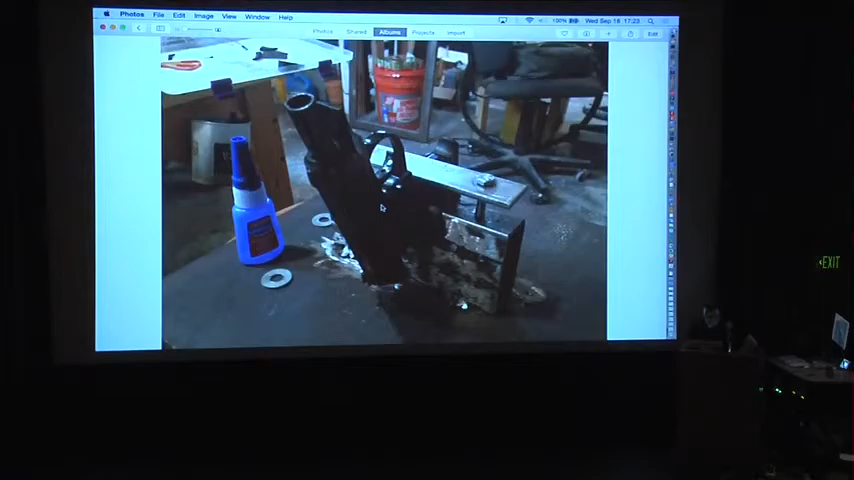 Photos File Edit Image View Window Help
100% Wed Sep 16 17:23
Photos Shared Albums Projects Import Edit
EXIT